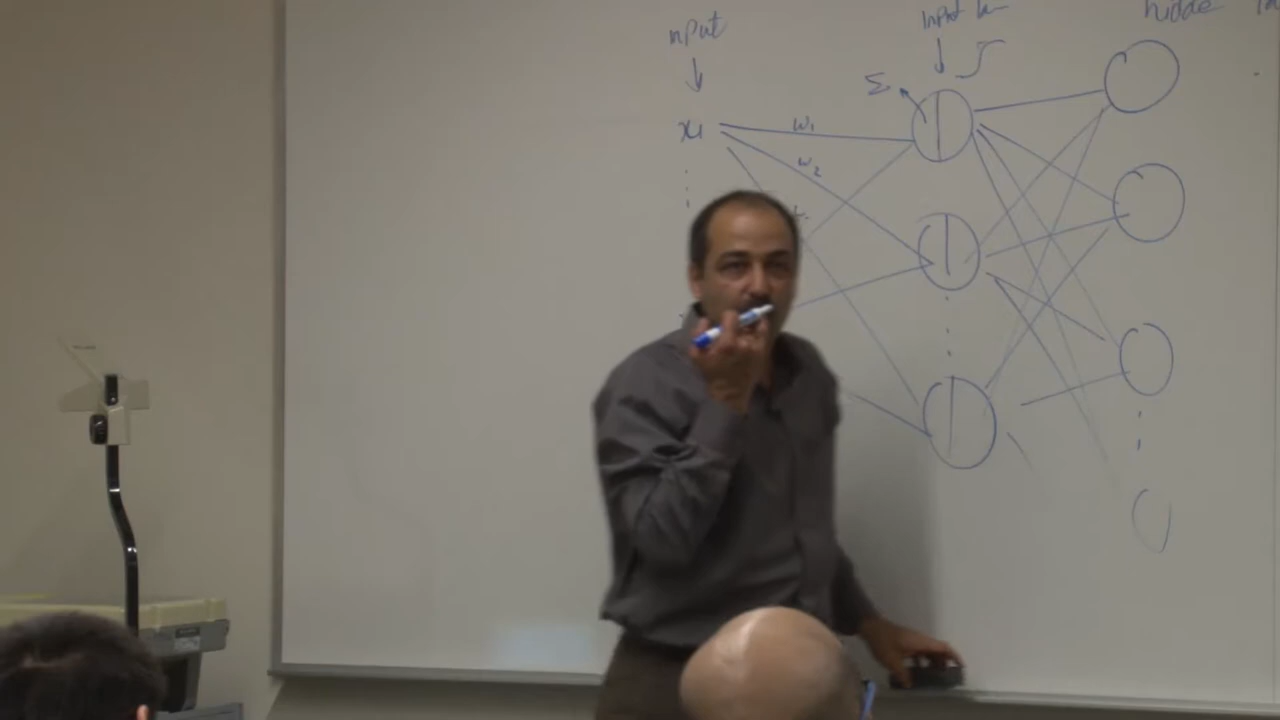 input
input
hidde
Σ
x₁
w₁
w₂